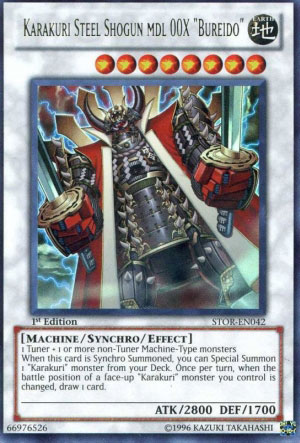 Karakuri Steel Shogun mdl 00X "Bureido"
EARTH
地
1st Edition
STOR-EN042
[Machine/Synchro/Effect]
1 Tuner + 1 or more non-Tuner Machine-Type monsters
When this card is Synchro Summoned, you can Special Summon
1 "Karakuri" monster from your Deck. Once per turn, when the
battle position of a face-up "Karakuri" monster you control is
changed, draw 1 card.
ATK/2800 DEF/1700
66976526
©1996 KAZUKI TAKAHASHI